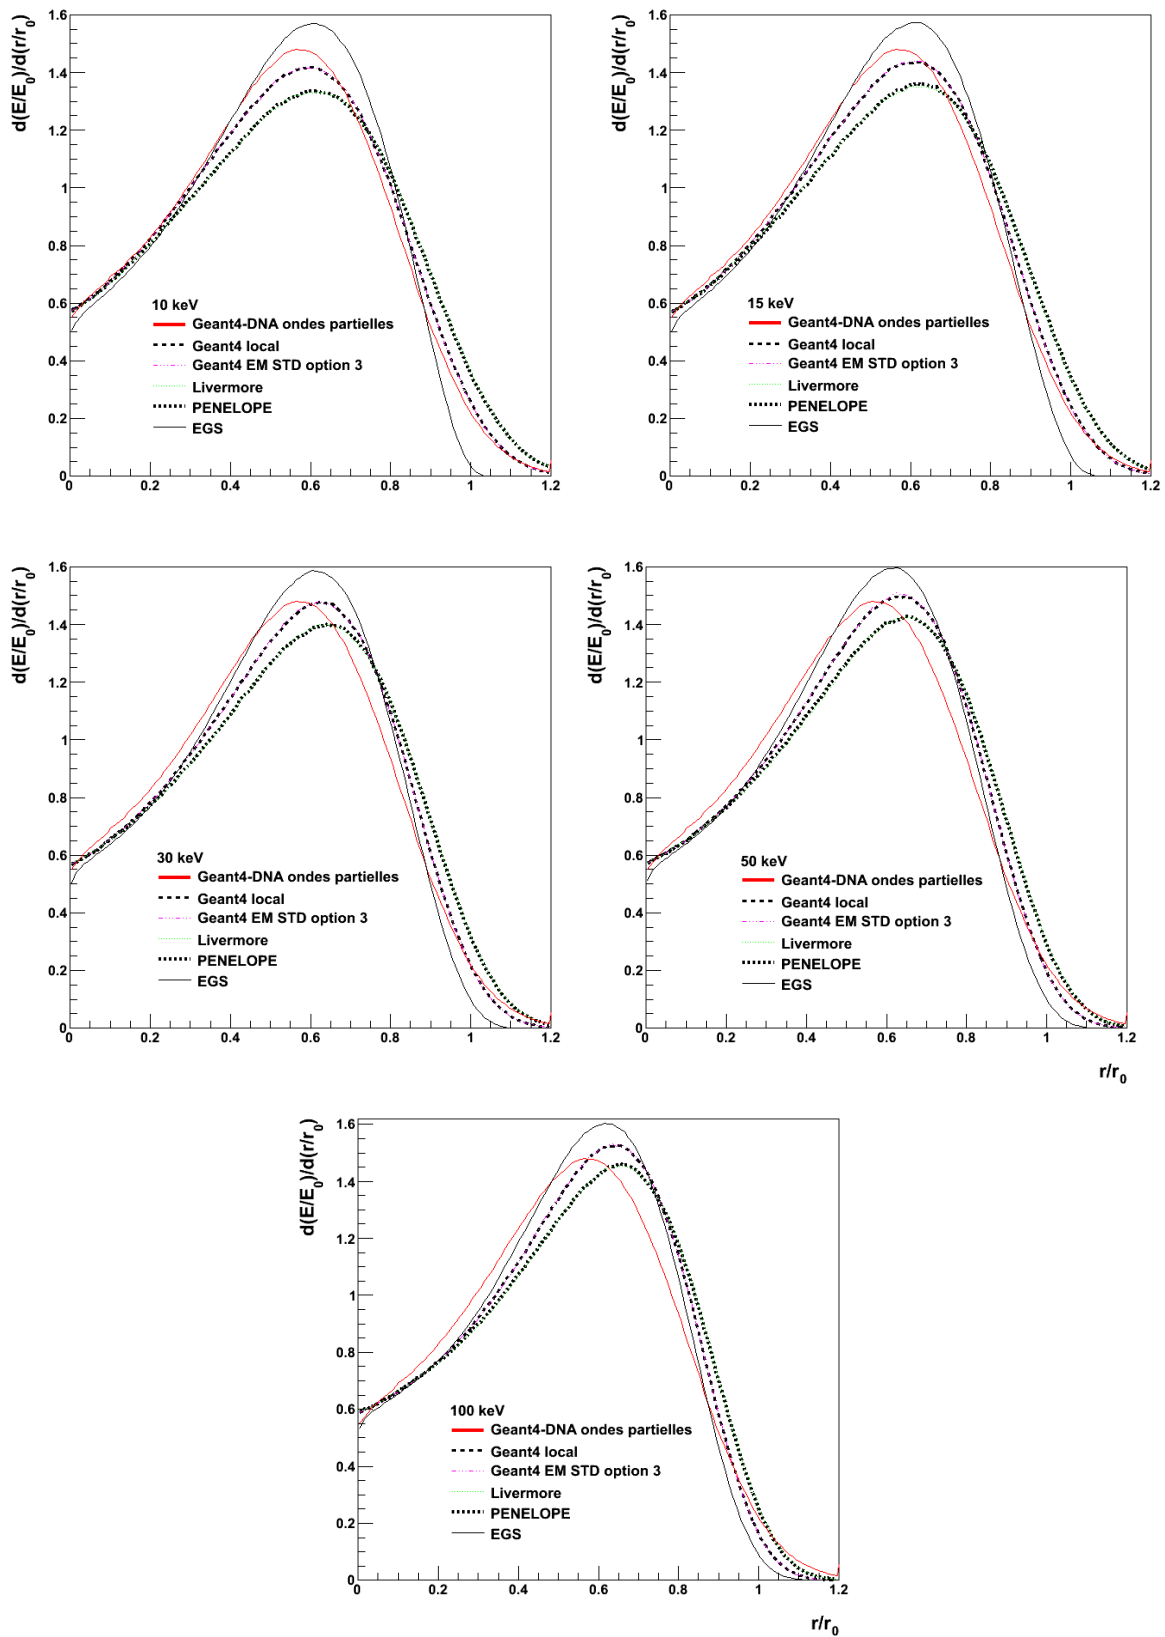 d(E/E0)/d(r/r0)
1.6
1.4
1.2
1
0.8
0.6
0.4
0.2
0
10 keV
Geant4-DNA ondes partielles
Geant4 local
Geant4 EM STD option 3
Livermore
PENELOPE
EGS
0 0.2 0.4 0.6 0.8 1 1.2
d(E/E0)/d(r/r0)
1.6
1.4
1.2
1
0.8
0.6
0.4
0.2
0
15 keV
Geant4-DNA ondes partielles
Geant4 local
Geant4 EM STD option 3
Livermore
PENELOPE
EGS
0 0.2 0.4 0.6 0.8 1 1.2
d(E/E0)/d(r/r0)
1.6
1.4
1.2
1
0.8
0.6
0.4
0.2
0
30 keV
Geant4-DNA ondes partielles
Geant4 local
Geant4 EM STD option 3
Livermore
PENELOPE
EGS
0 0.2 0.4 0.6 0.8 1 1.2
d(E/E0)/d(r/r0)
1.6
1.4
1.2
1
0.8
0.6
0.4
0.2
0
50 keV
Geant4-DNA ondes partielles
Geant4 local
Geant4 EM STD option 3
Livermore
PENELOPE
EGS
0 0.2 0.4 0.6 0.8 1 1.2
r/r0
d(E/E0)/d(r/r0)
1.6
1.4
1.2
1
0.8
0.6
0.4
0.2
0
100 keV
Geant4-DNA ondes partielles
Geant4 local
Geant4 EM STD option 3
Livermore
PENELOPE
EGS
0 0.2 0.4 0.6 0.8 1 1.2
r/r0